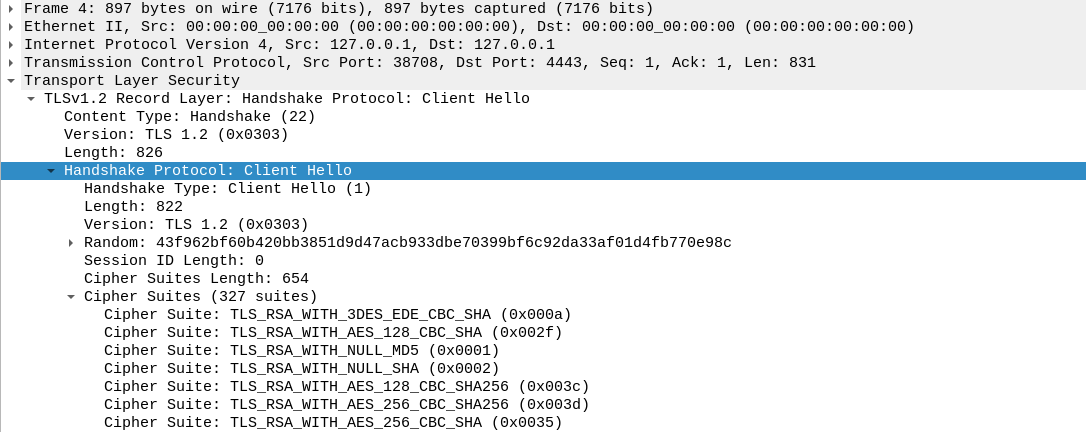 Frame 4: 897 bytes on wire (7176 bits), 897 bytes captured (7176 bits)
Ethernet II, Src: 00:00:00_00:00:00 (00:00:00:00:00:00), Dst: 00:00:00_00:00:00 (00:00:00:00:00:00)
Internet Protocol Version 4, Src: 127.0.0.1, Dst: 127.0.0.1
Transmission Control Protocol, Src Port: 38708, Dst Port: 4443, Seq: 1, Ack: 1, Len: 831
Transport Layer Security
TLSv1.2 Record Layer: Handshake Protocol: Client Hello
Content Type: Handshake (22)
Version: TLS 1.2 (0x0303)
Length: 826
Handshake Protocol: Client Hello
Handshake Type: Client Hello (1)
Length: 822
Version: TLS 1.2 (0x0303)
Random: 43f962bf60b420bb3851d9d47acb933dbe70399bf6c92da33af01d4fb770e98c
Session ID Length: 0
Cipher Suites Length: 654
Cipher Suites (327 suites)
Cipher Suite: TLS_RSA_WITH_3DES_EDE_CBC_SHA (0x000a)
Cipher Suite: TLS_RSA_WITH_AES_128_CBC_SHA (0x002f)
Cipher Suite: TLS_RSA_WITH_NULL_MD5 (0x0001)
Cipher Suite: TLS_RSA_WITH_NULL_SHA (0x0002)
Cipher Suite: TLS_RSA_WITH_AES_128_CBC_SHA256 (0x003c)
Cipher Suite: TLS_RSA_WITH_AES_256_CBC_SHA256 (0x003d)
Cipher Suite: TLS_RSA_WITH_AES_256_CBC_SHA (0x0035)